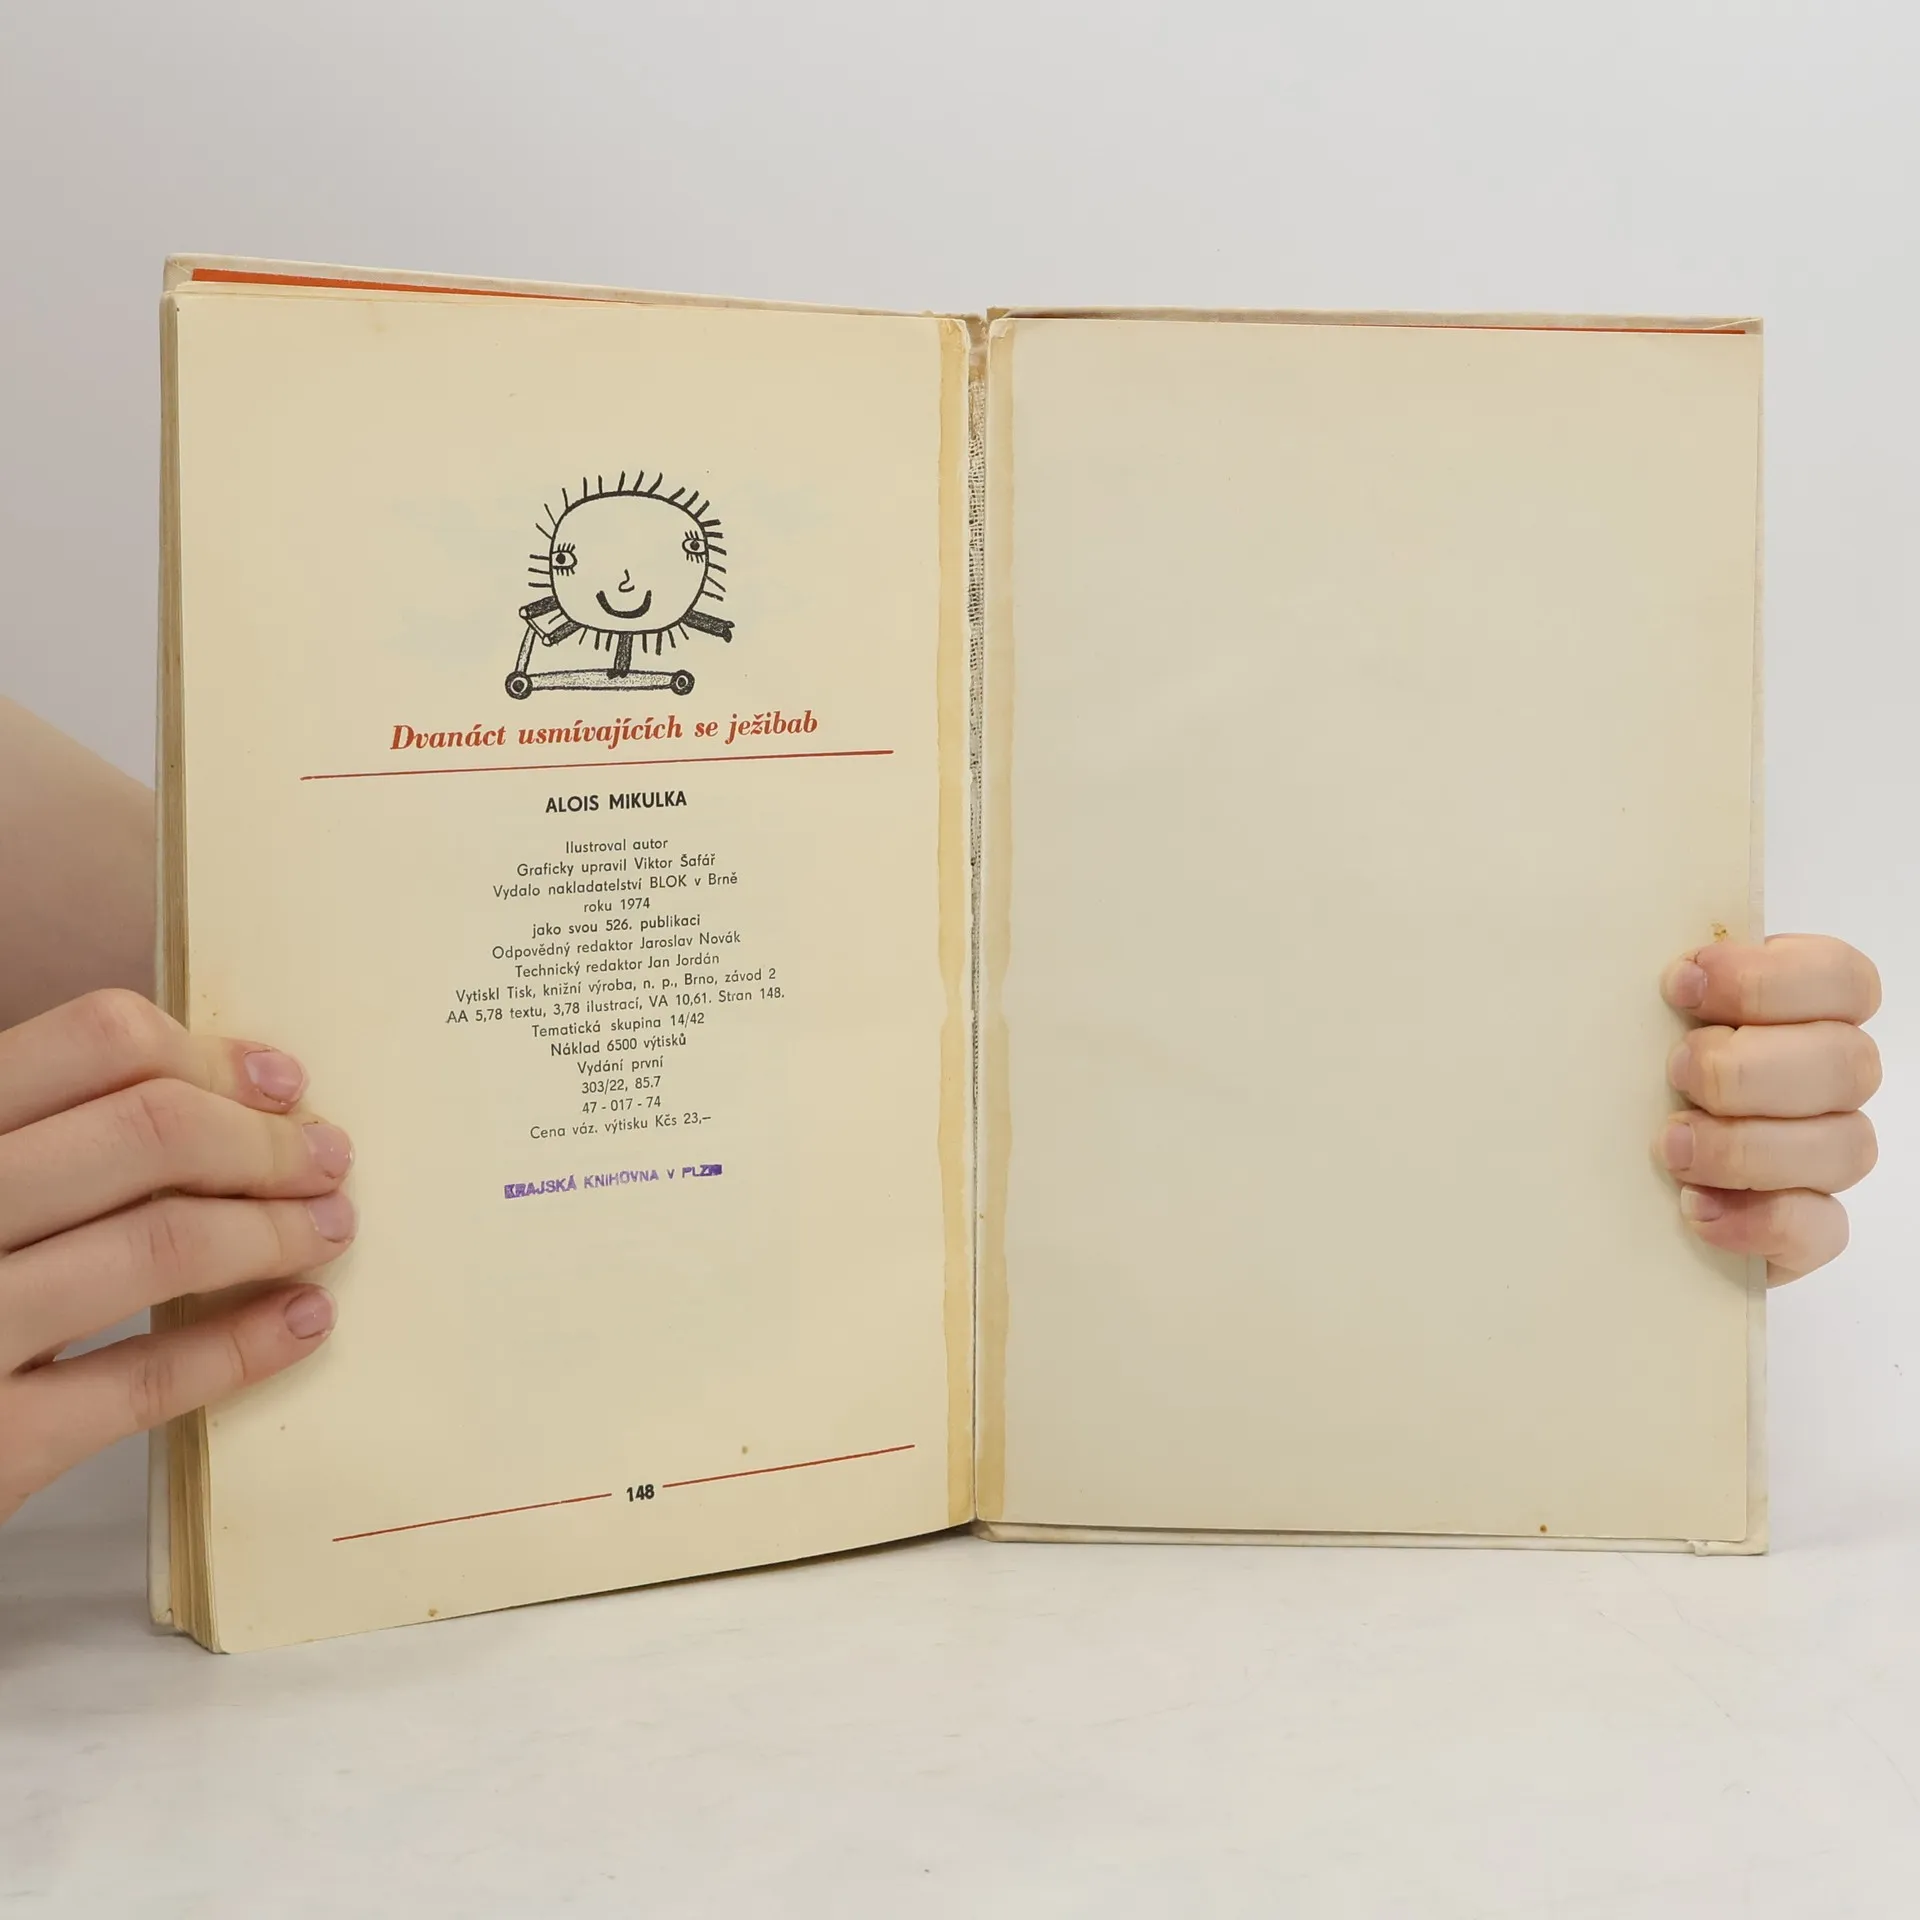 Dvanáct usmívajících se ježibab
ALOIS MIKULKA
Ilustroval autor
Graficky upravil Viktor Šafář
Vydalo nakladatelství BLOK v Brně
roku 1974
jako svou 526. publikaci
Odpovědný redaktor Jaroslav Novák
Technický redaktor Jan Jordán
Vytiskl Tisk, knižní výroba, n. p., Brno, závod 2
AA 5,78 textu, 3,78 ilustrací, VA 10,61. Stran 148.
Tematická skupina 14/42
Náklad 6500 výtisků
Vydání první
303/22, 85.7
47 - 017 - 74
Cena váz. výtisku Kčs 23,—
KRAJSKÁ KNIHOVNA V PLZNI
148